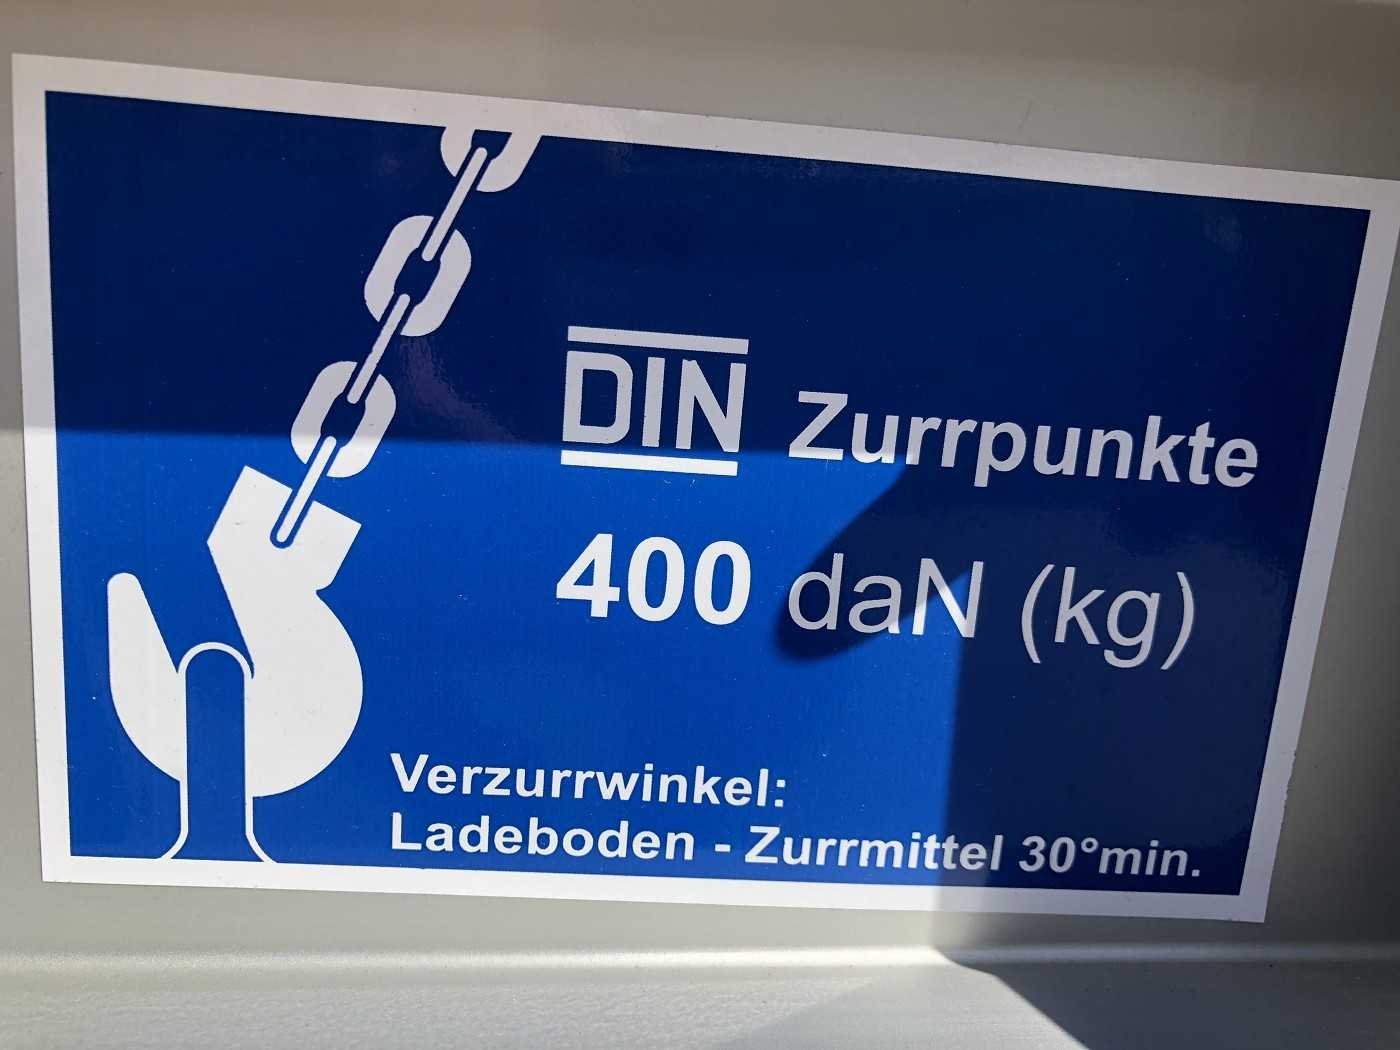 DIN Zurrpunkte
400 daN (kg)
Verzurrwinkel:
Ladeboden - Zurrmittel 30°min.